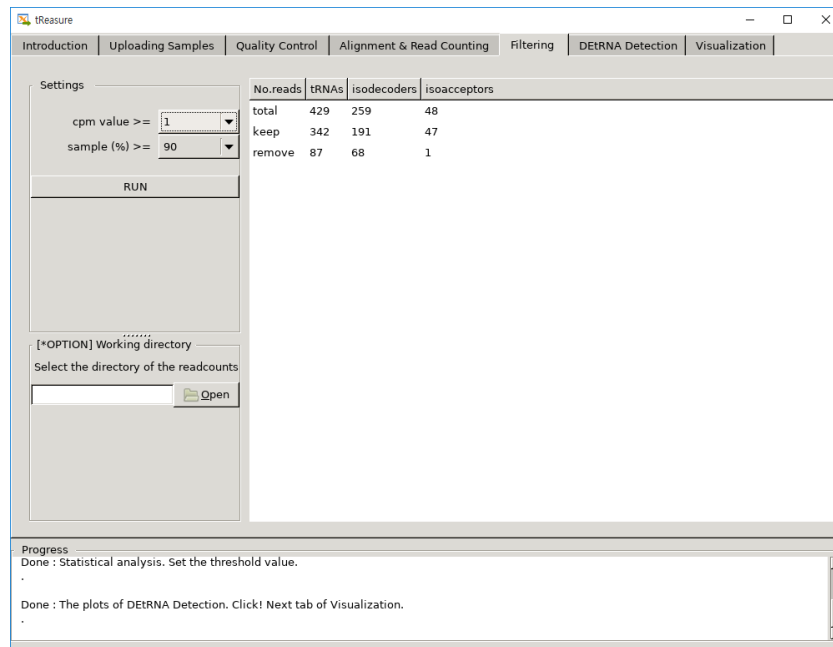 tReasure
Introduction Uploading Samples Quality Control Alignment & Read Counting Filtering DEtRNA Detection Visualization
Settings
cpm value >= 1
sample (%) >= 90
RUN
No.reads tRNAs isodecoders isoacceptors
total 429 259 48
keep 342 191 47
remove 87 68 1
[*OPTION] Working directory
Select the directory of the readcounts
Open
Progress
Done : Statistical analysis. Set the threshold value.
.
Done : The plots of DEtRNA Detection. Click! Next tab of Visualization.
.